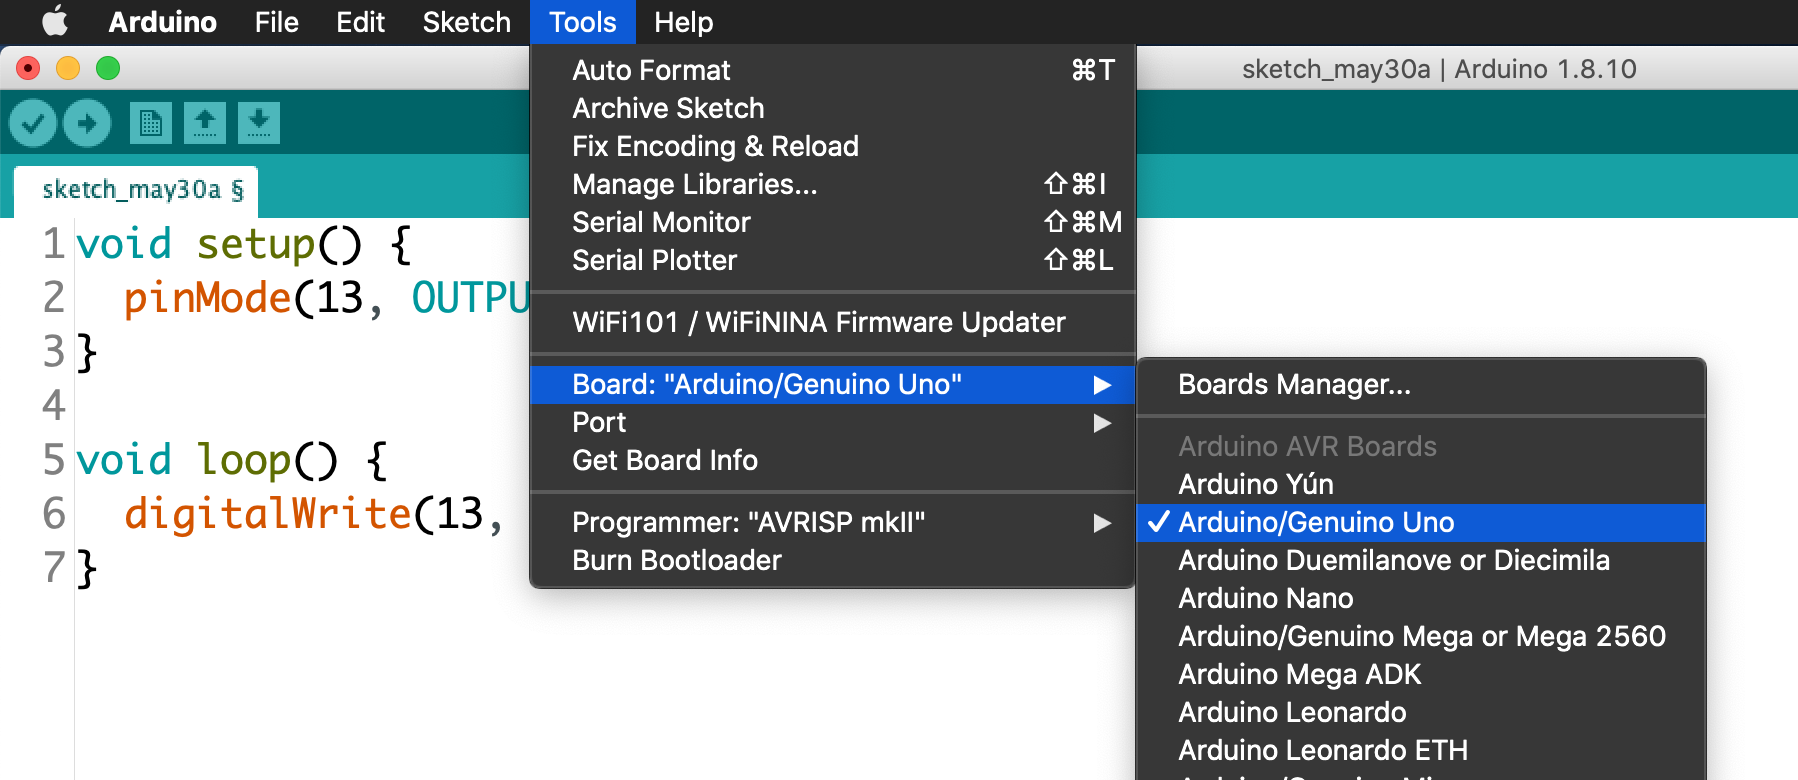 Arduino File Edit Sketch Tools Help
sketch_may30a | Arduino 1.8.10
sketch_may30a §
1 void setup() {
2 pinMode(13, OUTPU
3 }
4
5 void loop() {
6 digitalWrite(13,
7 }
Auto Format ⌘T
Archive Sketch
Fix Encoding & Reload
Manage Libraries... ⇧⌘I
Serial Monitor ⇧⌘M
Serial Plotter ⇧⌘L
WiFi101 / WiFiNINA Firmware Updater
Board: "Arduino/Genuino Uno"
Port
Get Board Info
Programmer: "AVRISP mkII"
Burn Bootloader
Boards Manager...
Arduino AVR Boards
Arduino Yún
✓ Arduino/Genuino Uno
Arduino Duemilanove or Diecimila
Arduino Nano
Arduino/Genuino Mega or Mega 2560
Arduino Mega ADK
Arduino Leonardo
Arduino Leonardo ETH